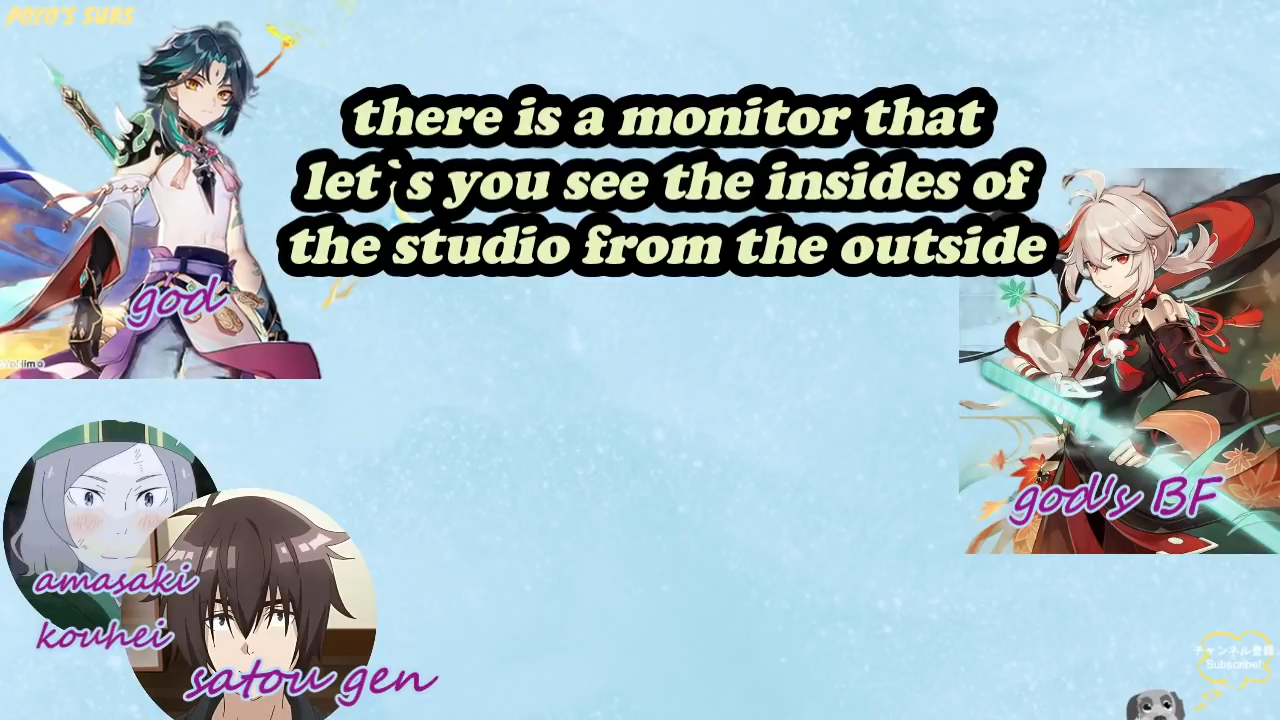 POYO'S SUBS
there is a monitor that
let`s you see the insides of
the studio from the outside
god
god's BF
amasaki
kouhei
satou gen
チャンネル登録
Subscribe!